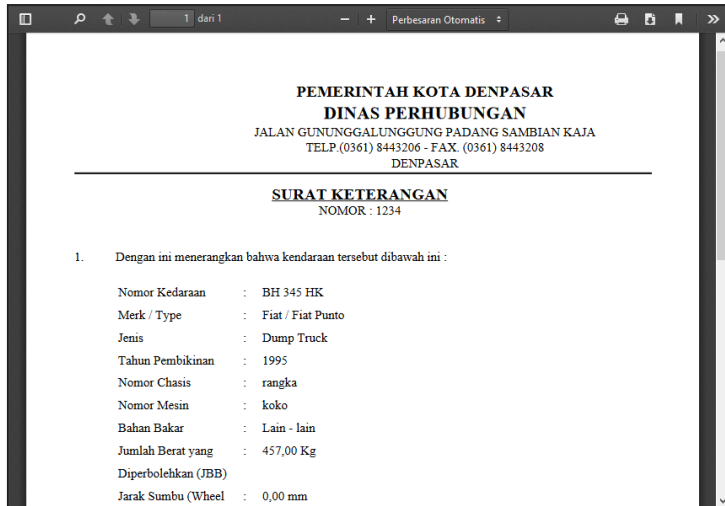 1 dari 1
Perbesaran Otomatis
PEMERINTAH KOTA DENPASAR
DINAS PERHUBUNGAN
JALAN GUNUNGGALUNGGUNG PADANG SAMBIAN KAJA
TELP.(0361) 8443206 - FAX. (0361) 8443208
DENPASAR
SURAT KETERANGAN
NOMOR : 1234
1. Dengan ini menerangkan bahwa kendaraan tersebut dibawah ini :
Nomor Kedaraan : BH 345 HK
Merk / Type : Fiat / Fiat Punto
Jenis : Dump Truck
Tahun Pembikinan : 1995
Nomor Chasis : rangka
Nomor Mesin : koko
Bahan Bakar : Lain - lain
Jumlah Berat yang : 457,00 Kg
Diperbolehkan (JBB)
Jarak Sumbu (Wheel : 0,00 mm